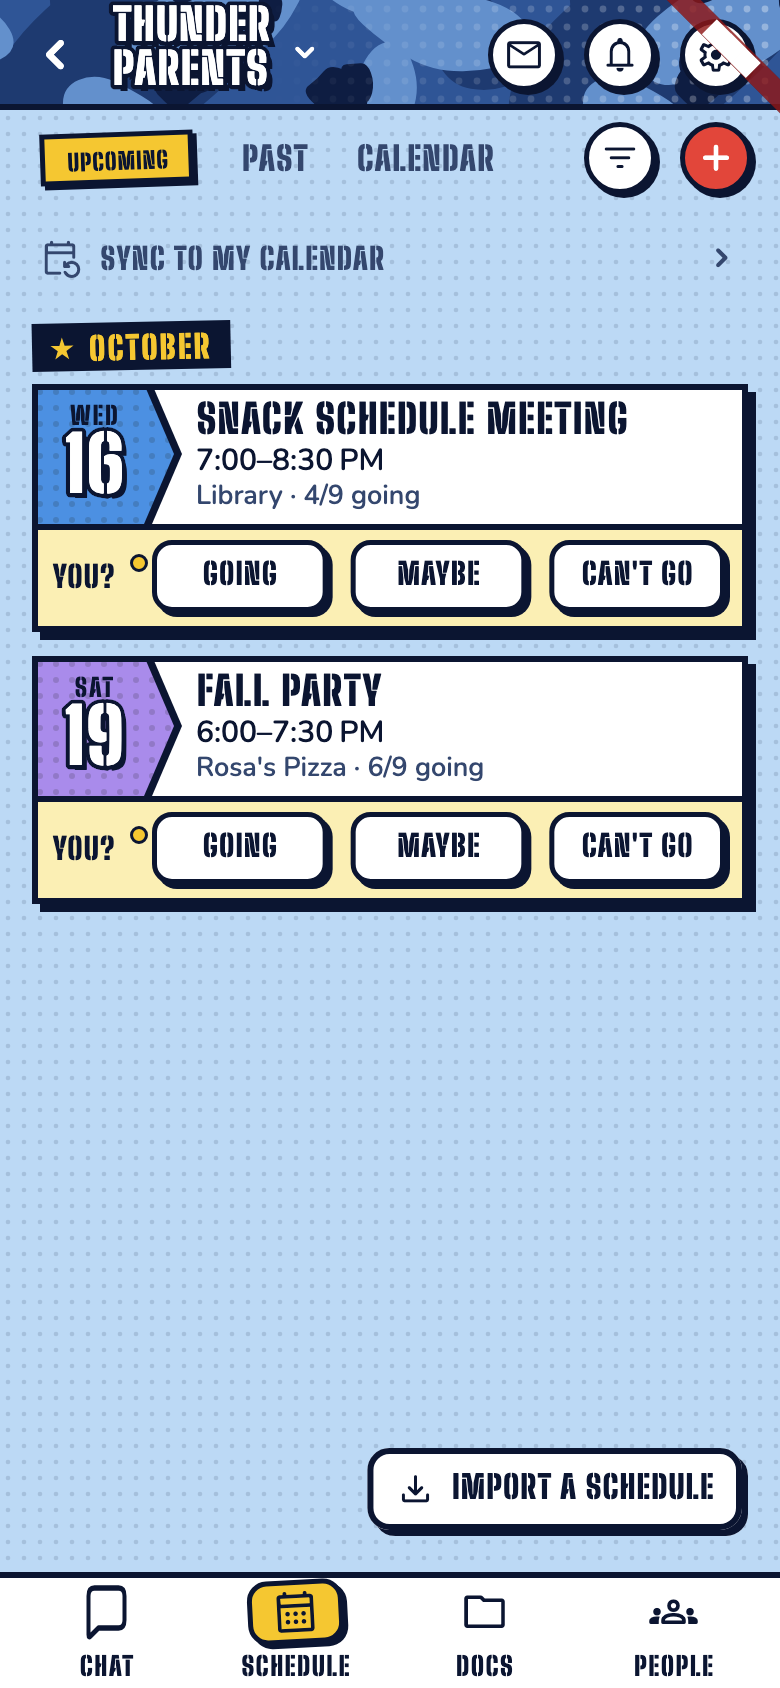 THUNDER
PARENTS
UPCOMING
PAST
CALENDAR
SYNC TO MY CALENDAR
★ OCTOBER
WED
16
SNACK SCHEDULE MEETING
7:00–8:30 PM
Library · 4/9 going
YOU?
GOING
MAYBE
CAN'T GO
SAT
19
FALL PARTY
6:00–7:30 PM
Rosa's Pizza · 6/9 going
YOU?
GOING
MAYBE
CAN'T GO
IMPORT A SCHEDULE
CHAT
SCHEDULE
DOCS
PEOPLE